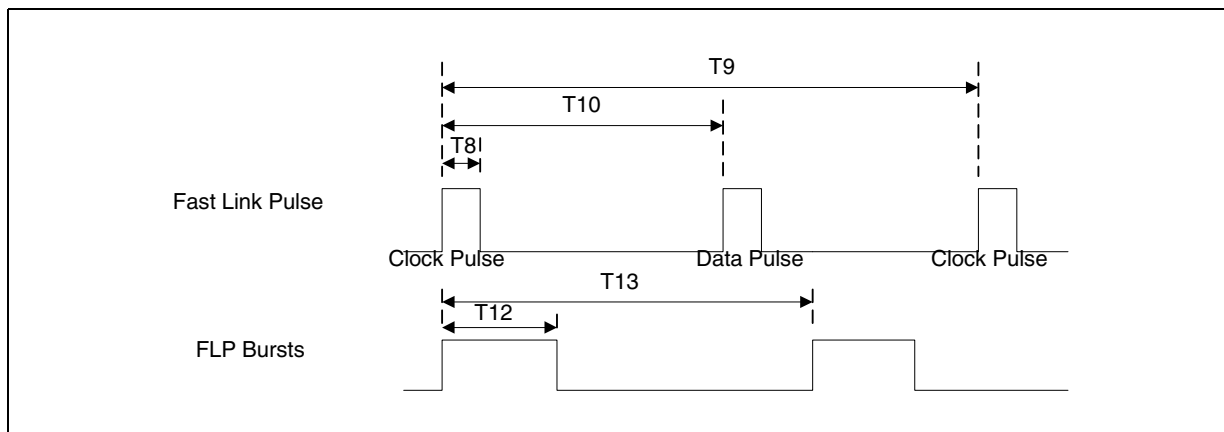 T9
T10
T8
Fast Link Pulse
Clock Pulse Data Pulse Clock Pulse
T13
T12
FLP Bursts